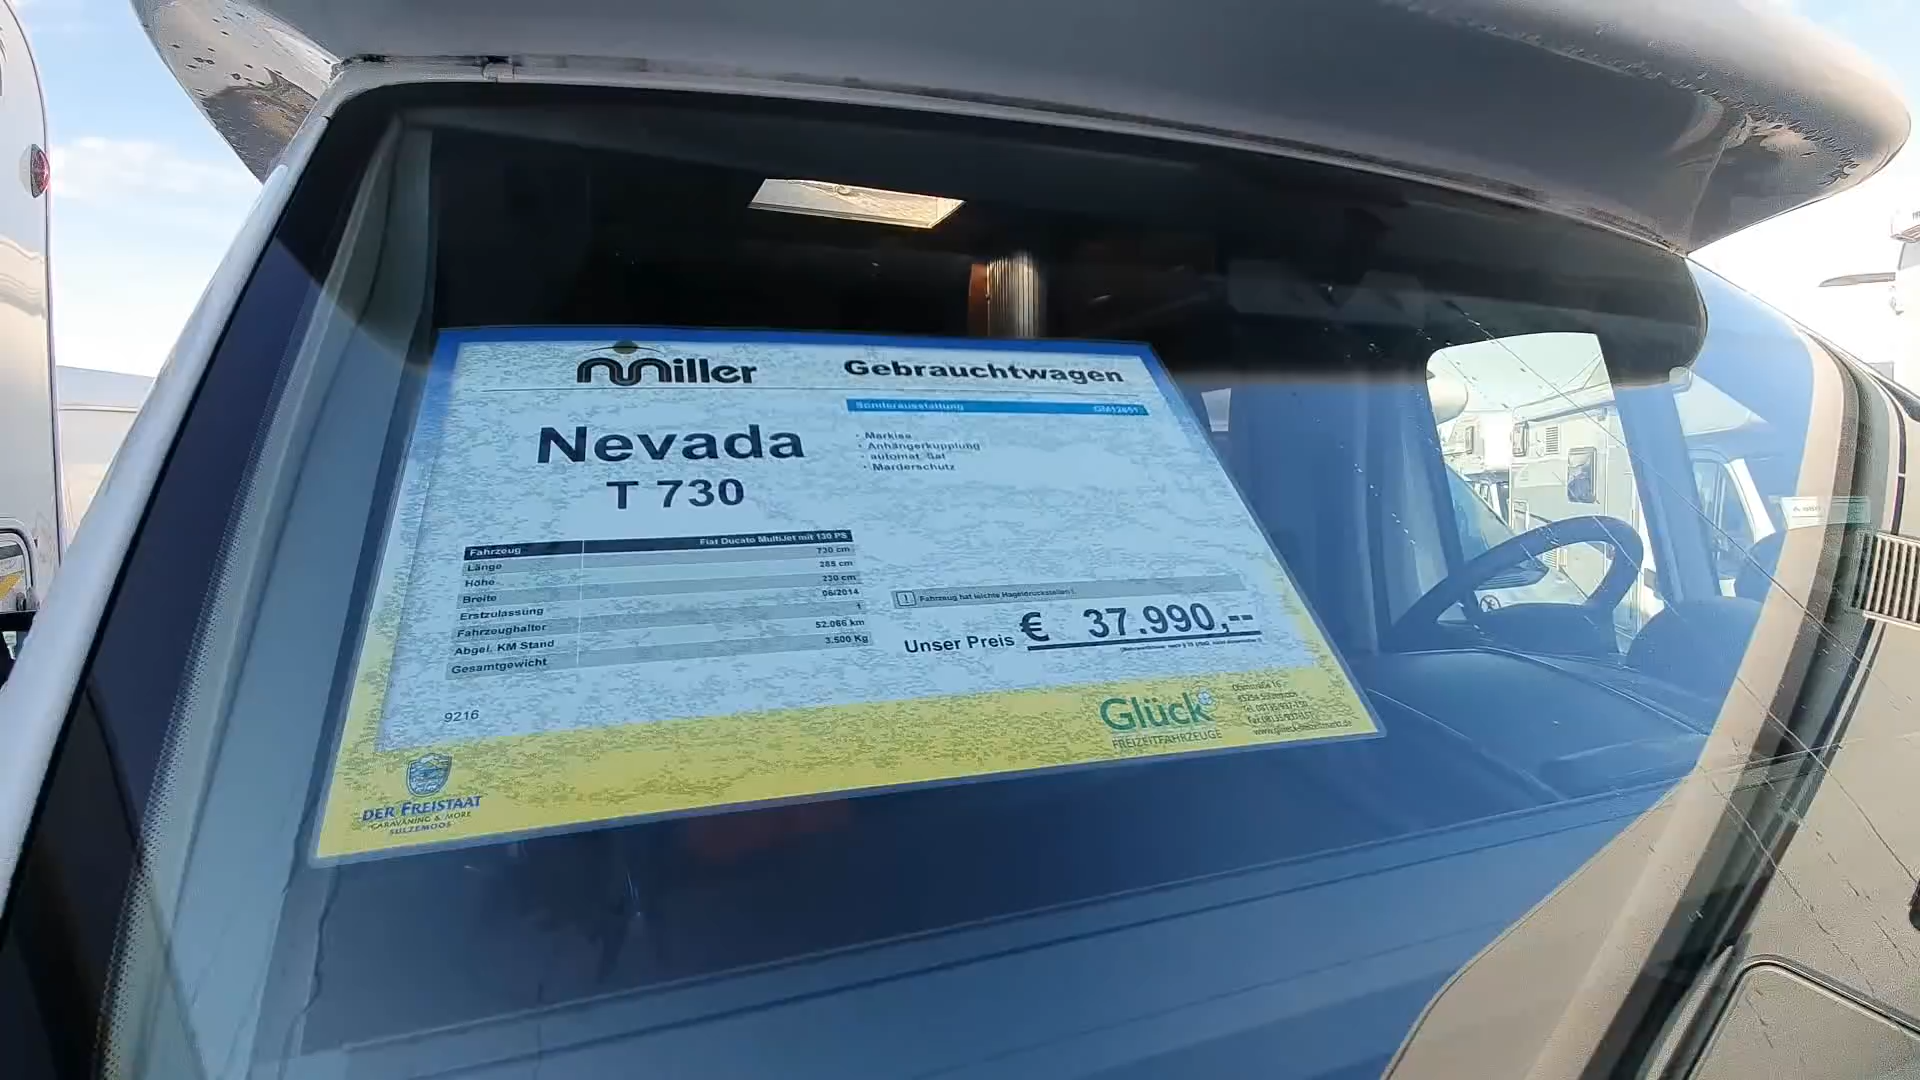 Miller
Gebrauchtwagen
Nevada
T 730
Sonderausstattung
• Markise
• Anhängerkupplung
• automat. Sat
• Marderschutz
Fahrzeug Fiat Ducato MultiJet mit 130 PS
Länge 730 cm
Höhe 285 cm
Breite 230 cm
Erstzulassung 06/2014
Fahrzeughalter 1
Abgel. KM Stand 52.066 km
Gesamtgewicht 3.500 Kg
! Fahrzeug hat leichte Hageldruckstellen !
Unser Preis € 37.990,--
9216
Glück
FREIZEITFAHRZEUGE
DER FREISTAAT
CARAVANING & MORE
SULZEMOOS